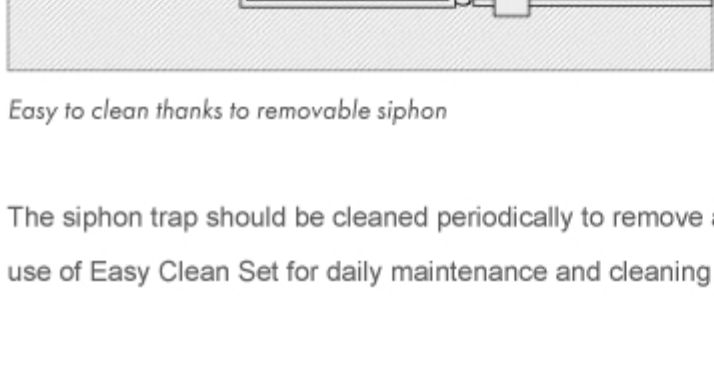 Easy to clean thanks to removable siphon
The siphon trap should be cleaned periodically to remove
use of Easy Clean Set for daily maintenance and cleaning